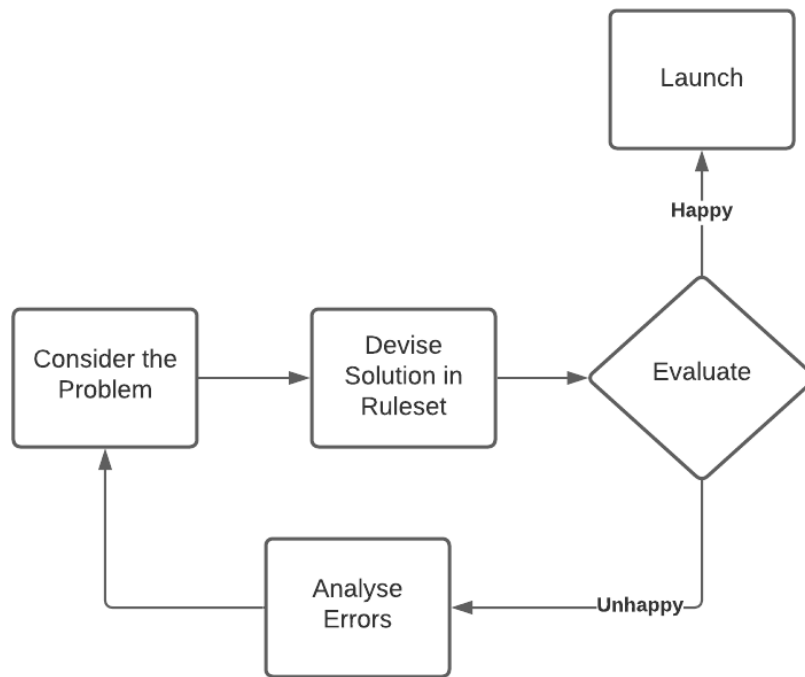 Launch
Happy
Consider the
Problem
Devise
Solution in
Ruleset
Evaluate
Analyse
Errors
Unhappy